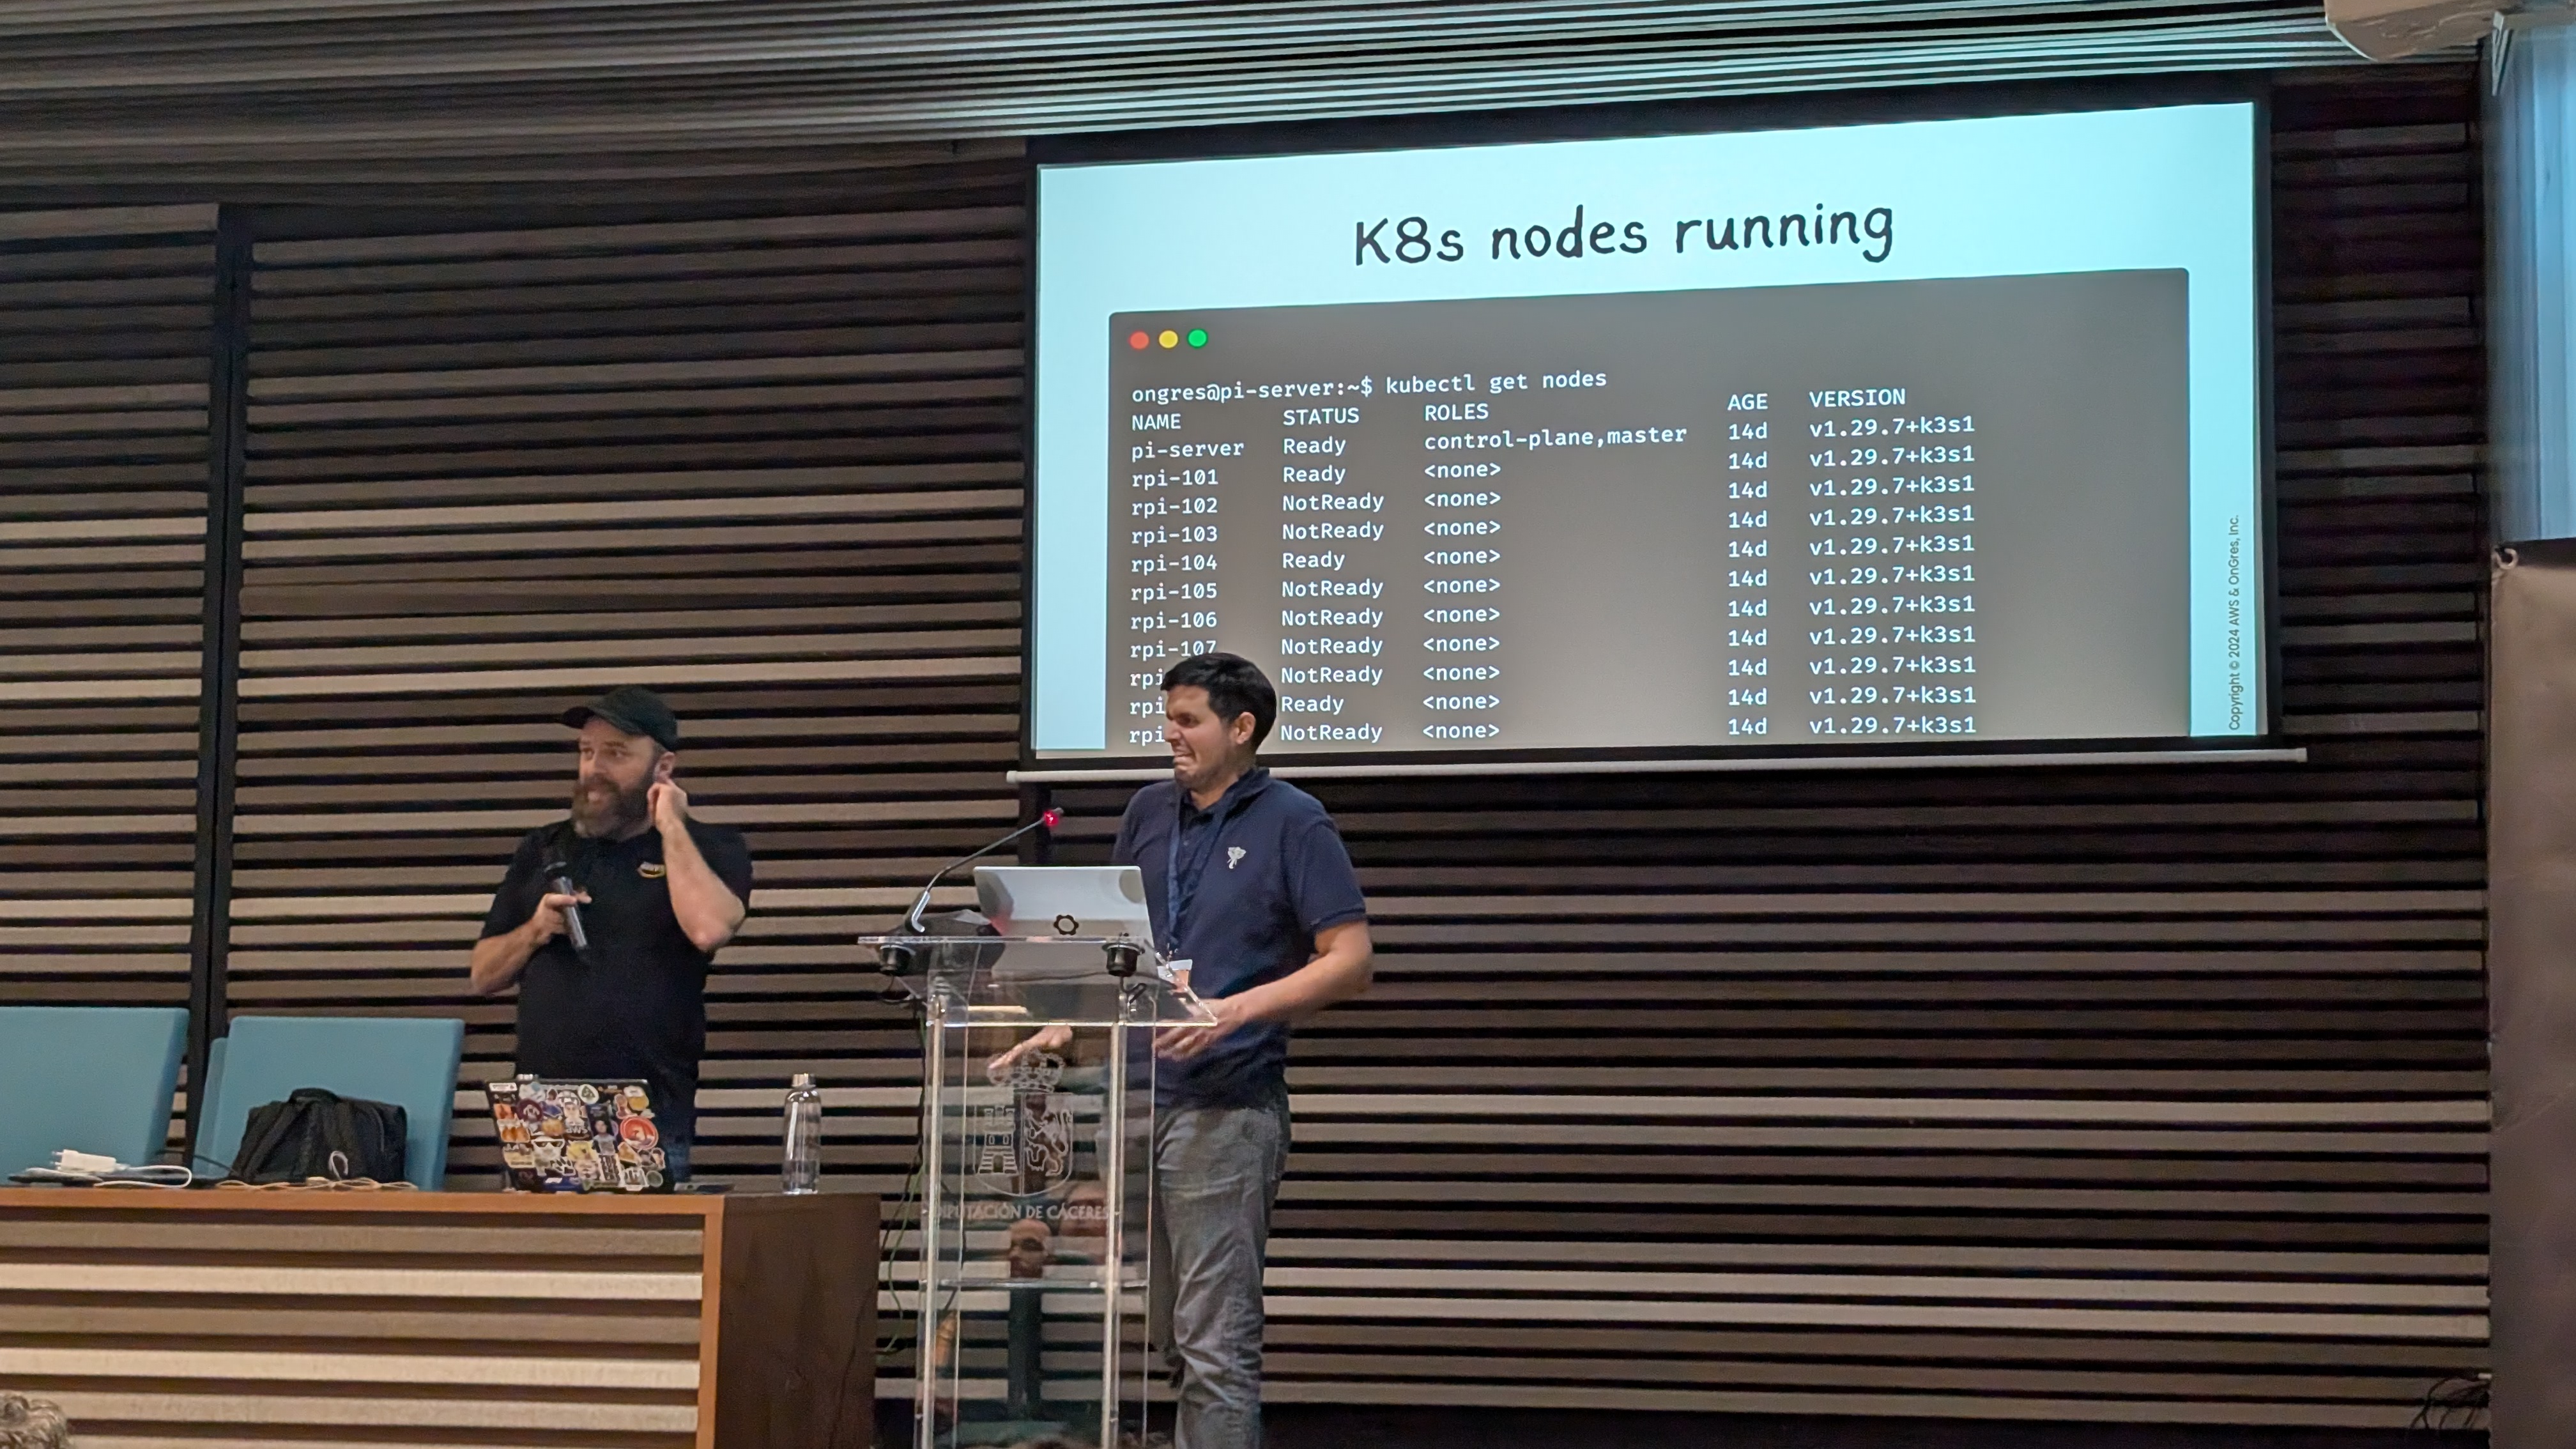 K8s nodes running
ongres@pi-server:~$ kubectl get nodes
NAME STATUS ROLES AGE VERSION
pi-server Ready control-plane,master 14d v1.29.7+k3s1
rpi-101 Ready <none> 14d v1.29.7+k3s1
rpi-102 NotReady <none> 14d v1.29.7+k3s1
rpi-103 NotReady <none> 14d v1.29.7+k3s1
rpi-104 Ready <none> 14d v1.29.7+k3s1
rpi-105 NotReady <none> 14d v1.29.7+k3s1
rpi-106 NotReady <none> 14d v1.29.7+k3s1
rpi-107 NotReady <none> 14d v1.29.7+k3s1
rpi NotReady <none> 14d v1.29.7+k3s1
rpi Ready <none> 14d v1.29.7+k3s1
rpi NotReady <none> 14d v1.29.7+k3s1
Copyright © 2024 AWS & OnGres, Inc.
aws
DIPUTACIÓN DE CÁCERES